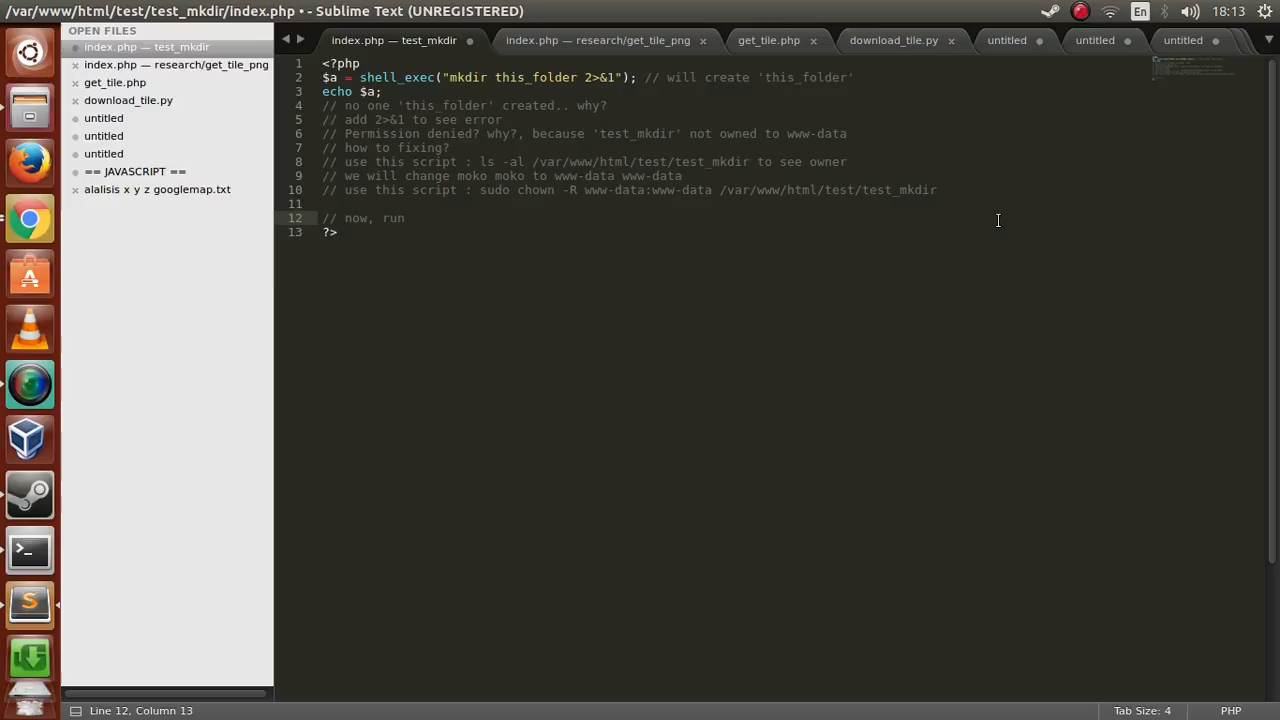 /var/www/html/test/test_mkdir/index.php • - Sublime Text (UNREGISTERED)
En
18:13
OPEN FILES
index.php — test_mkdir
index.php — research/get_tile_png
get_tile.php
download_tile.py
untitled
untitled
untitled
== JAVASCRIPT ==
alalisis x y z googlemap.txt
index.php — test_mkdir
index.php — research/get_tile_png
get_tile.php
download_tile.py
untitled
untitled
untitled
1 <?php
2 $a = shell_exec("mkdir this_folder 2>&1"); // will create 'this_folder'
3 echo $a;
4 // no one 'this_folder' created.. why?
5 // add 2>&1 to see error
6 // Permission denied? why?, because 'test_mkdir' not owned to www-data
7 // how to fixing?
8 // use this script : ls -al /var/www/html/test/test_mkdir to see owner
9 // we will change moko moko to www-data www-data
10 // use this script : sudo chown -R www-data:www-data /var/www/html/test/test_mkdir
11
12 // now, run
13 ?>
Line 12, Column 13
Tab Size: 4
PHP